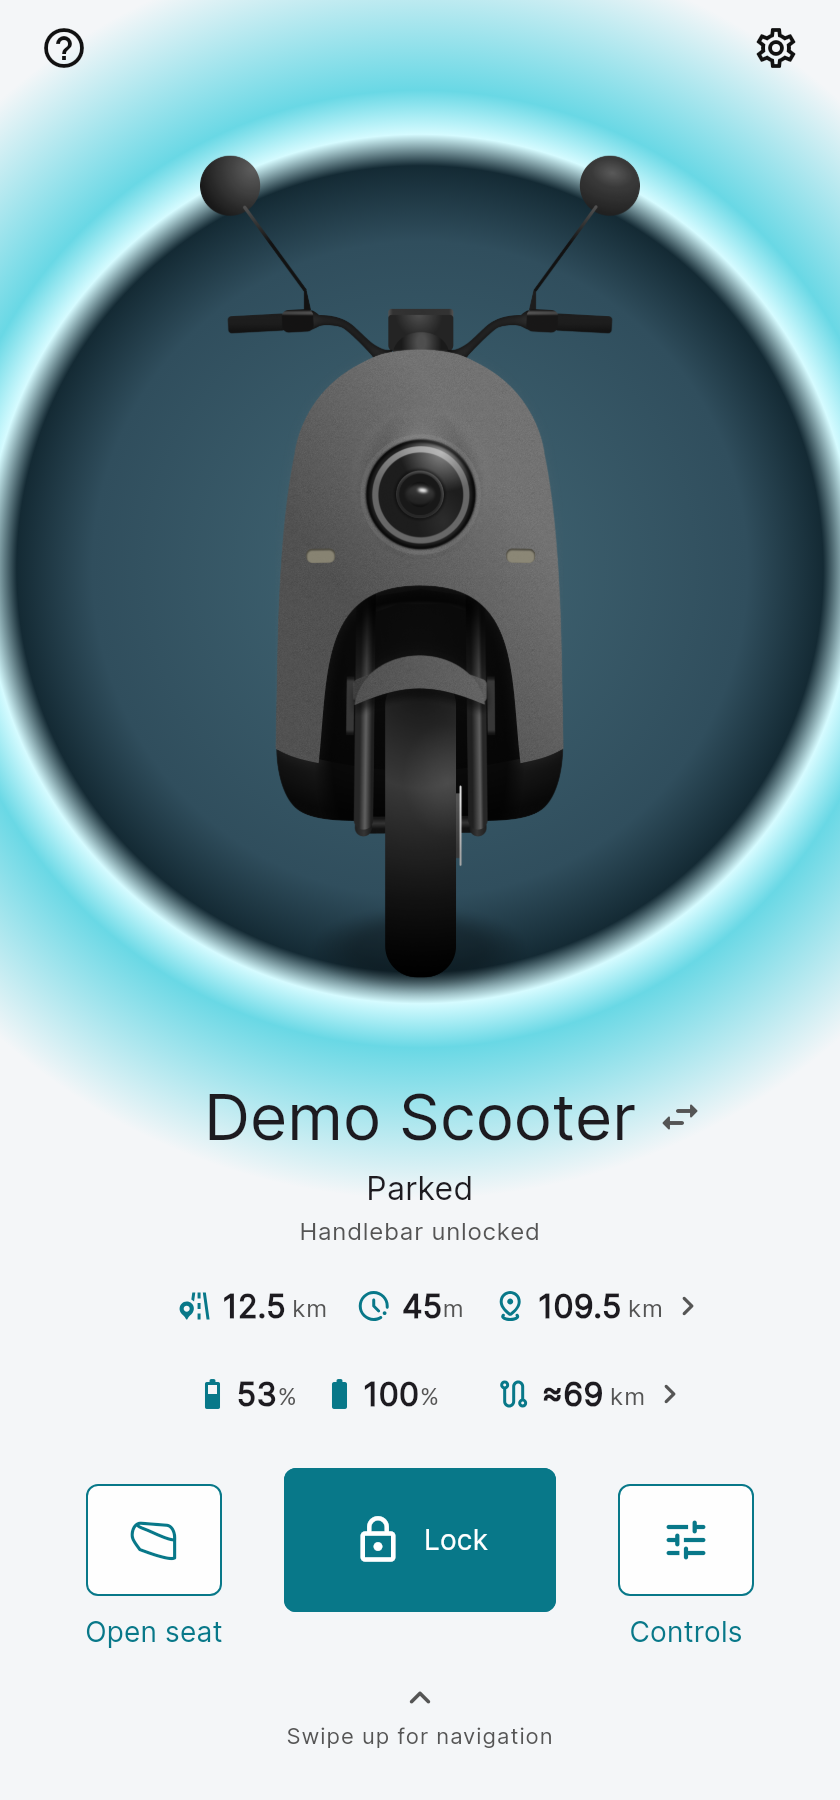 Demo Scooter
Parked
Handlebar unlocked
12.5 km 45m 109.5 km
53% 100% ≈69 km
Lock
Open seat Controls
Swipe up for navigation